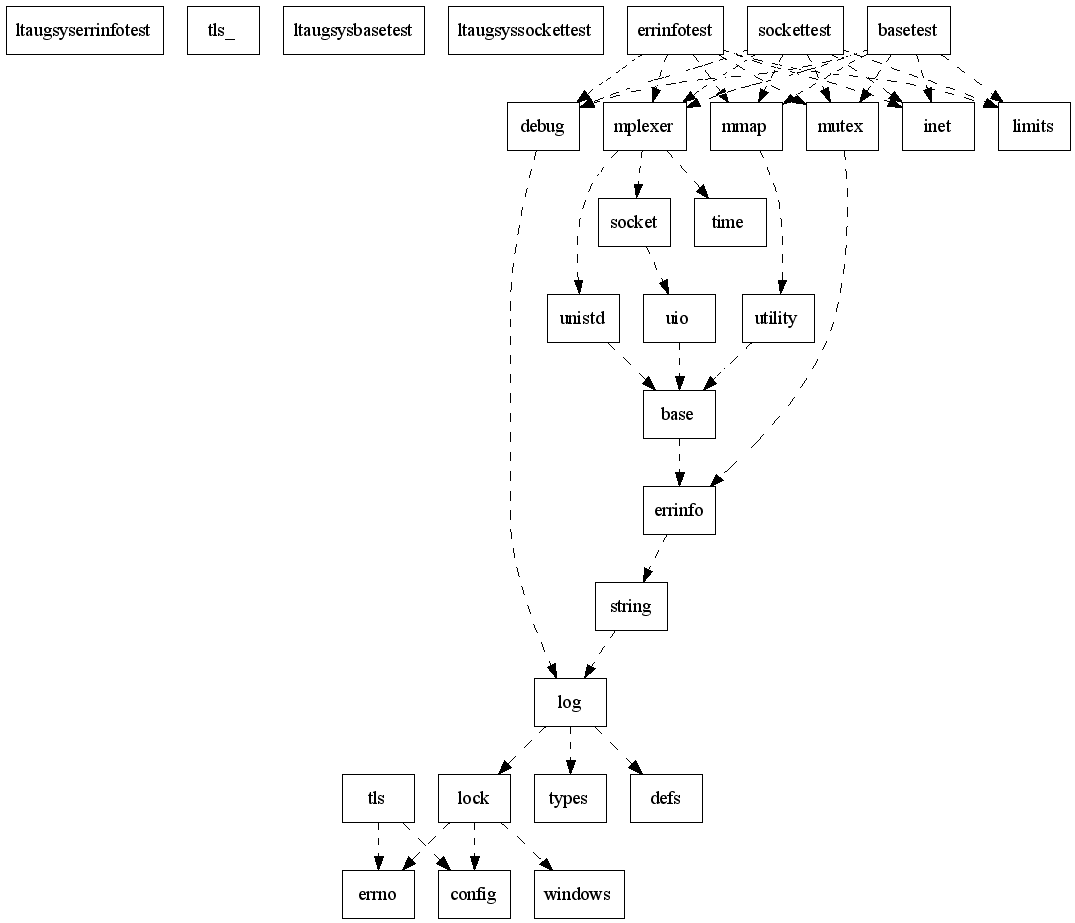 ltaugsyserrinfotest
tls_
ltaugsysbasetest
ltaugsyssockettest
errinfotest
sockettest
basetest
debug
mplexer
mmap
mutex
inet
limits
socket
time
unistd
uio
utility
base
errinfo
string
log
tls
lock
types
defs
errno
config
windows